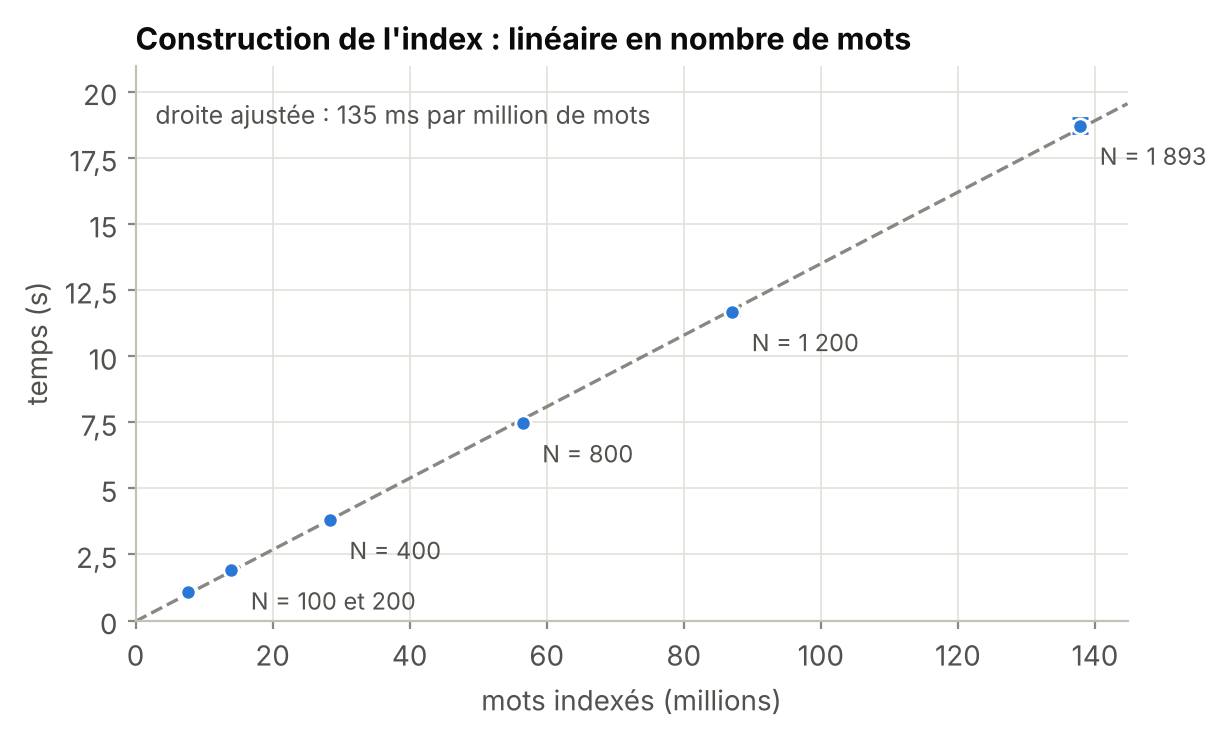 Construction de l'index : linéaire en nombre de mots
droite ajustée : 135 ms par million de mots
20
17,5
15
12,5
10
7,5
5
2,5
0
temps (s)
N = 1 893
N = 1 200
N = 800
N = 400
N = 100 et 200
0 20 40 60 80 100 120 140
mots indexés (millions)